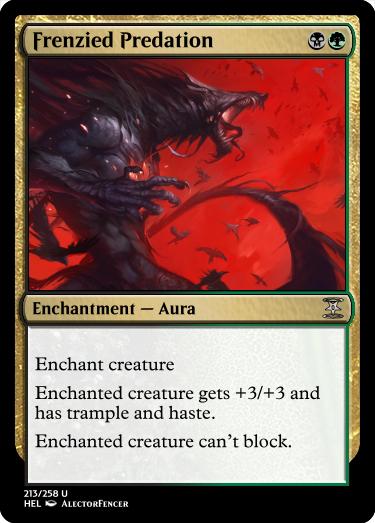 Frenzied Predation
Enchantment — Aura
Enchant creature
Enchanted creature gets +3/+3 and
has trample and haste.
Enchanted creature can't block.
213/258 U
HEL AlectorFencer